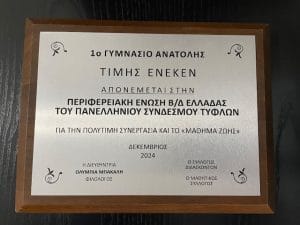 1ο ΓΥΜΝΑΣΙΟ ΑΝΑΤΟΛΗΣ
ΤΙΜΗΣ ΕΝΕΚΕΝ
ΑΠΟΝΕΜΕΤΑΙ ΣΤΗΝ
ΠΕΡΙΦΕΡΕΙΑΚΗ ΕΝΩΣΗ Β/Δ ΕΛΛΑΔΑΣ
ΤΟΥ ΠΑΝΕΛΛΗΝΙΟΥ ΣΥΝΔΕΣΜΟΥ ΤΥΦΛΩΝ
ΓΙΑ ΤΗΝ ΠΟΛΥΤΙΜΗ ΣΥΝΕΡΓΑΣΙΑ ΚΑΙ ΤΟ «ΜΑΘΗΜΑ ΖΩΗΣ»
ΔΕΚΕΜΒΡΙΟΣ
2024
Η ΔΙΕΥΘΥΝΤΡΙΑ
ΟΛΥΜΠΙΑ ΜΠΑΚΑΛΗ
ΦΙΛΟΛΟΓΟΣ
Ο ΣΥΛΛΟΓΟΣ
ΔΙΔΑΣΚΟΝΤΩΝ
Ο ΜΑΘΗΤΙΚΟΣ
ΣΥΛΛΟΓΟΣ